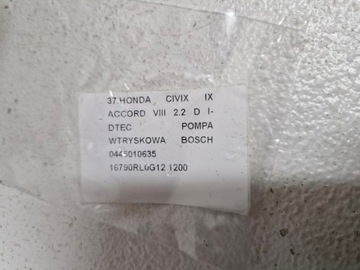 37 HONDA CIVIX IX
ACCORD VIII 2.2 D I-
DTEC POMPA
WTRYSKOWA BOSCH
0445010635
16790RL0G12 1200